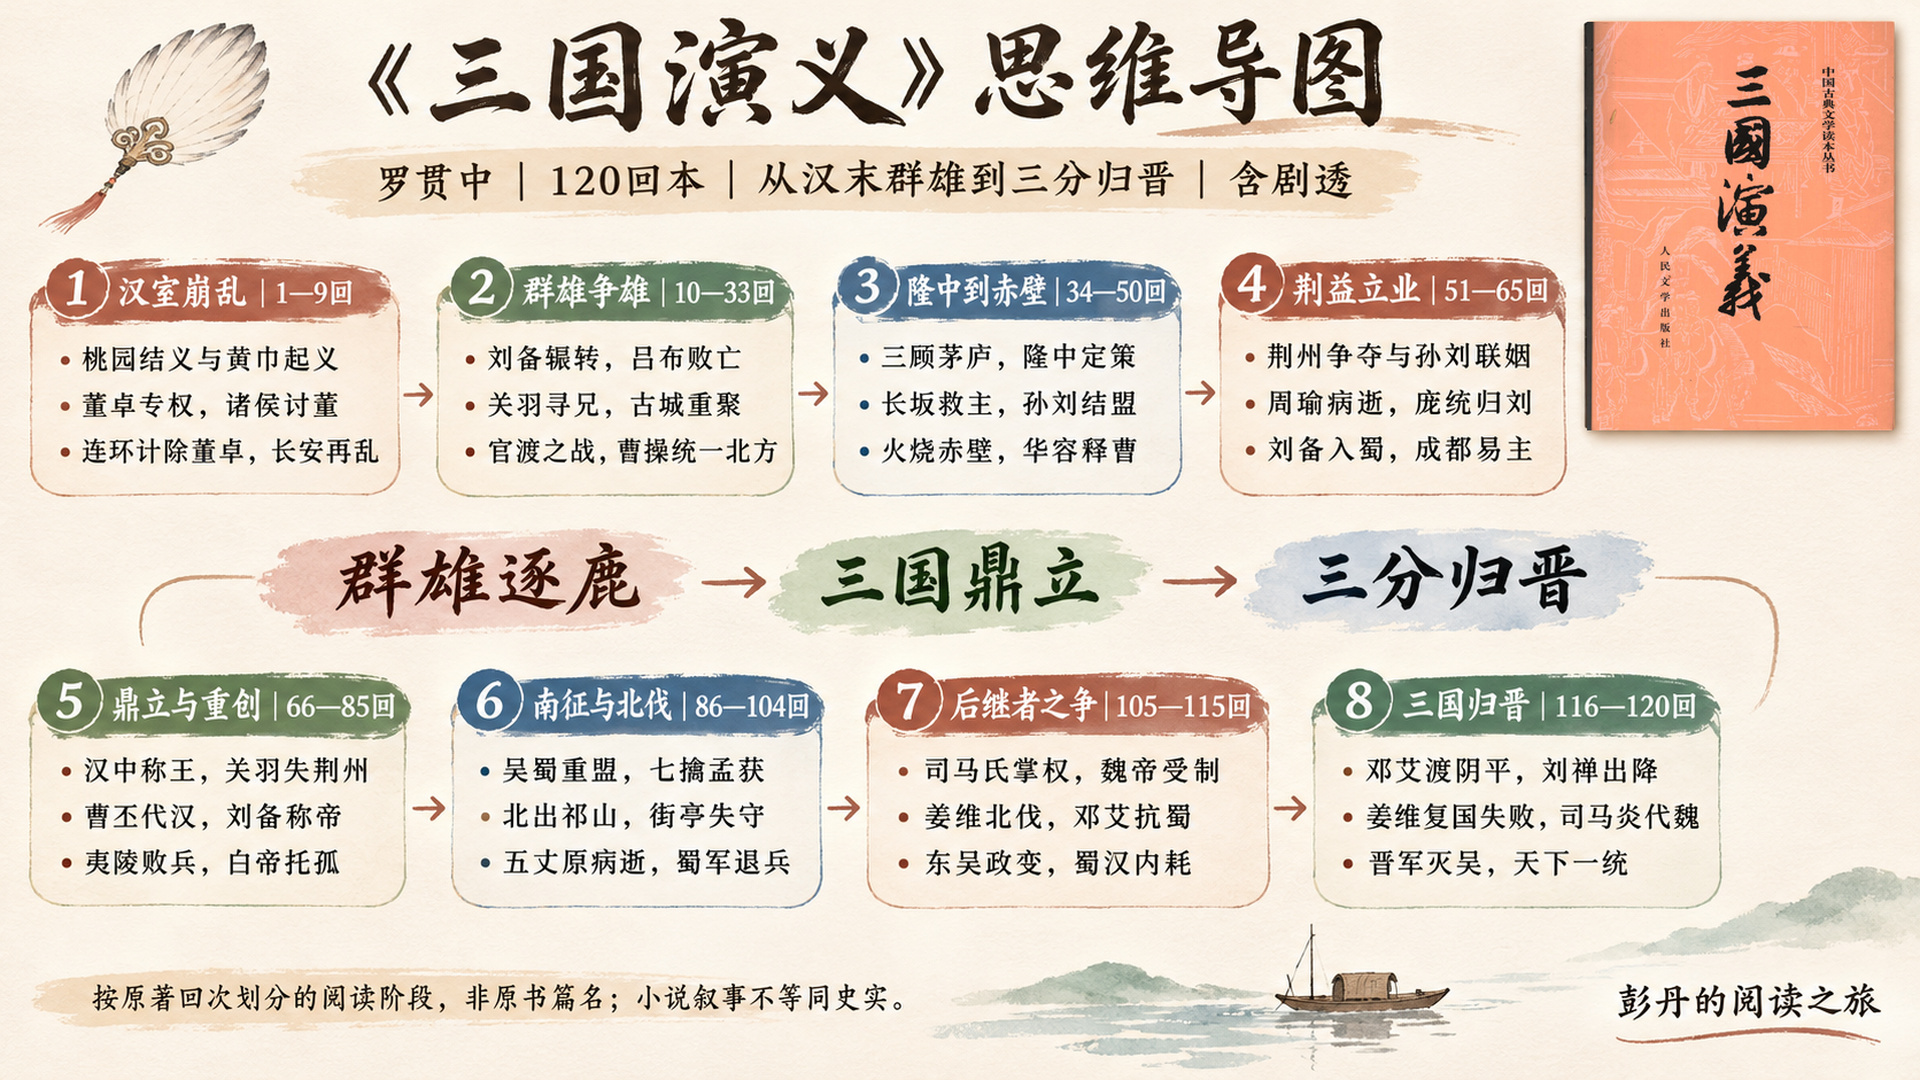 《三国演义》思维导图
罗贯中｜120回本｜从汉末群雄到三分归晋｜含剧透
三國演義
中国古典文学读本丛书
人民文学出版社
1 汉室崩乱｜1—9回
桃园结义与黄巾起义
董卓专权，诸侯讨董
连环计除董卓，长安再乱
2 群雄争雄｜10—33回
刘备辗转，吕布败亡
关羽寻兄，古城重聚
官渡之战，曹操统一北方
3 隆中到赤壁｜34—50回
三顾茅庐，隆中定策
长坂救主，孙刘结盟
火烧赤壁，华容释曹
4 荆益立业｜51—65回
荆州争夺与孙刘联姻
周瑜病逝，庞统归刘
刘备入蜀，成都易主
群雄逐鹿
三国鼎立
三分归晋
5 鼎立与重创｜66—85回
汉中称王，关羽失荆州
曹丕代汉，刘备称帝
夷陵败兵，白帝托孤
6 南征与北伐｜86—104回
吴蜀重盟，七擒孟获
北出祁山，街亭失守
五丈原病逝，蜀军退兵
7 后继者之争｜105—115回
司马氏掌权，魏帝受制
姜维北伐，邓艾抗蜀
东吴政变，蜀汉内耗
8 三国归晋｜116—120回
邓艾渡阴平，刘禅出降
姜维复国失败，司马炎代魏
晋军灭吴，天下一统
按原著回次划分的阅读阶段，非原书篇名；小说叙事不等同史实。
彭丹的阅读之旅